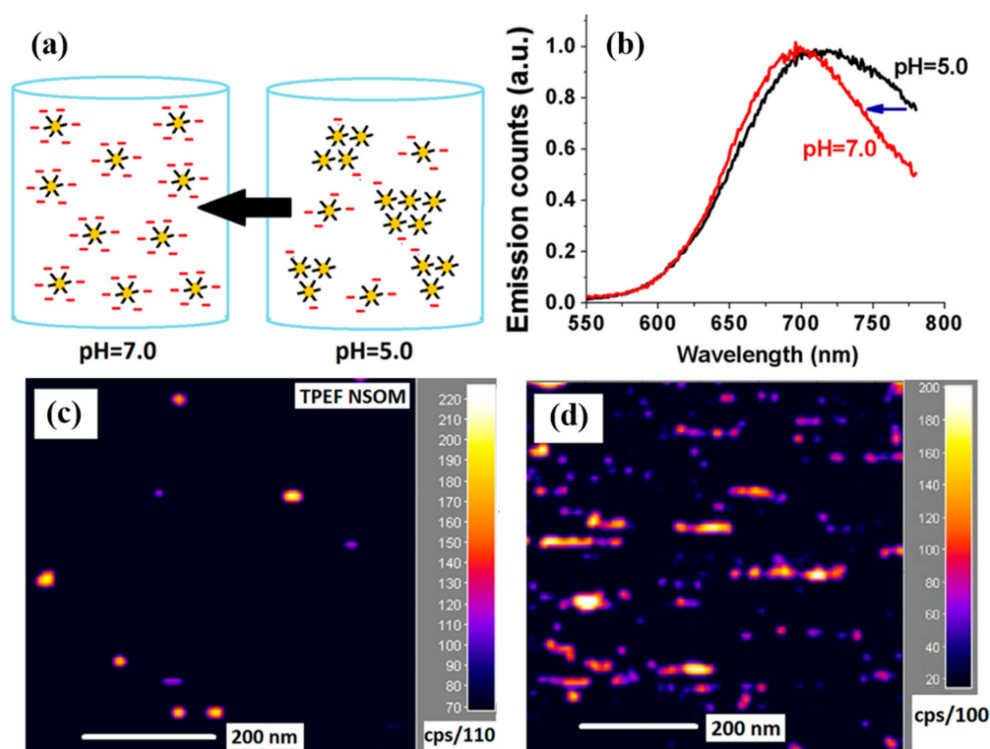 (a)
pH=7.0
pH=5.0
(b)
Emission counts (a.u.)
1.0
0.8
0.6
0.4
0.2
0.0
pH=5.0
pH=7.0
550 600 650 700 750 800
Wavelength (nm)
(c)
TPEF NSOM
220
210
200
190
180
170
160
150
140
130
120
110
100
90
80
70
cps/110
200 nm
(d)
200
180
160
140
120
100
80
60
40
20
cps/100
200 nm